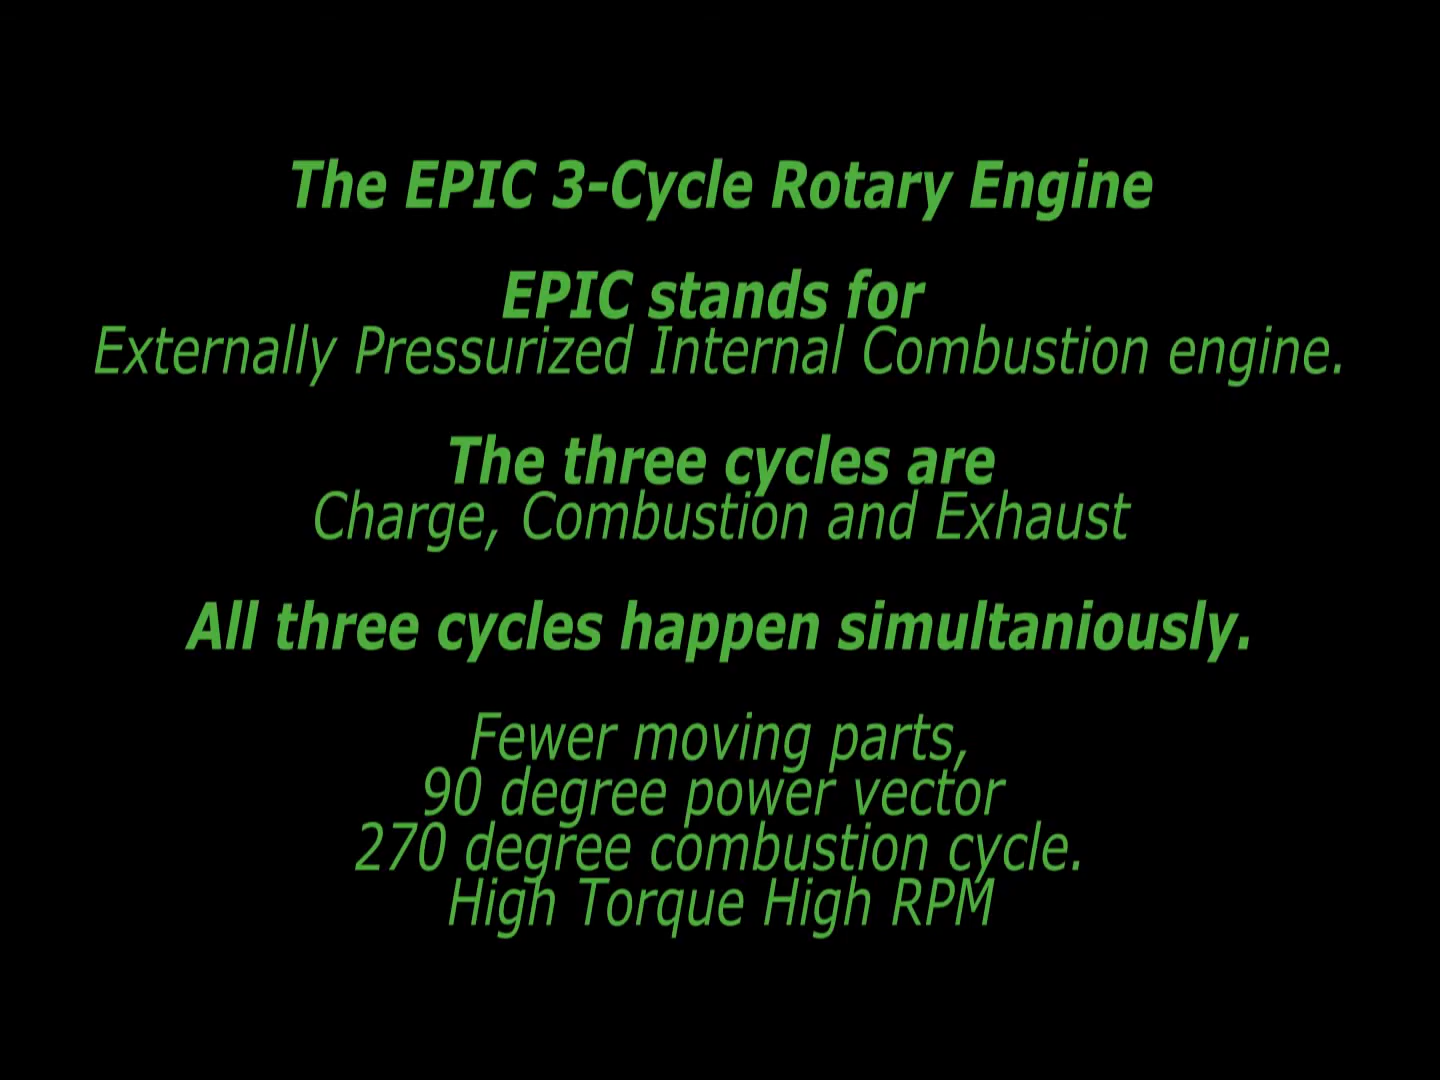 The EPIC 3-Cycle Rotary Engine
EPIC stands for
Externally Pressurized Internal Combustion engine.
The three cycles are
Charge, Combustion and Exhaust
All three cycles happen simultaniously.
Fewer moving parts,
90 degree power vector
270 degree combustion cycle.
High Torque High RPM